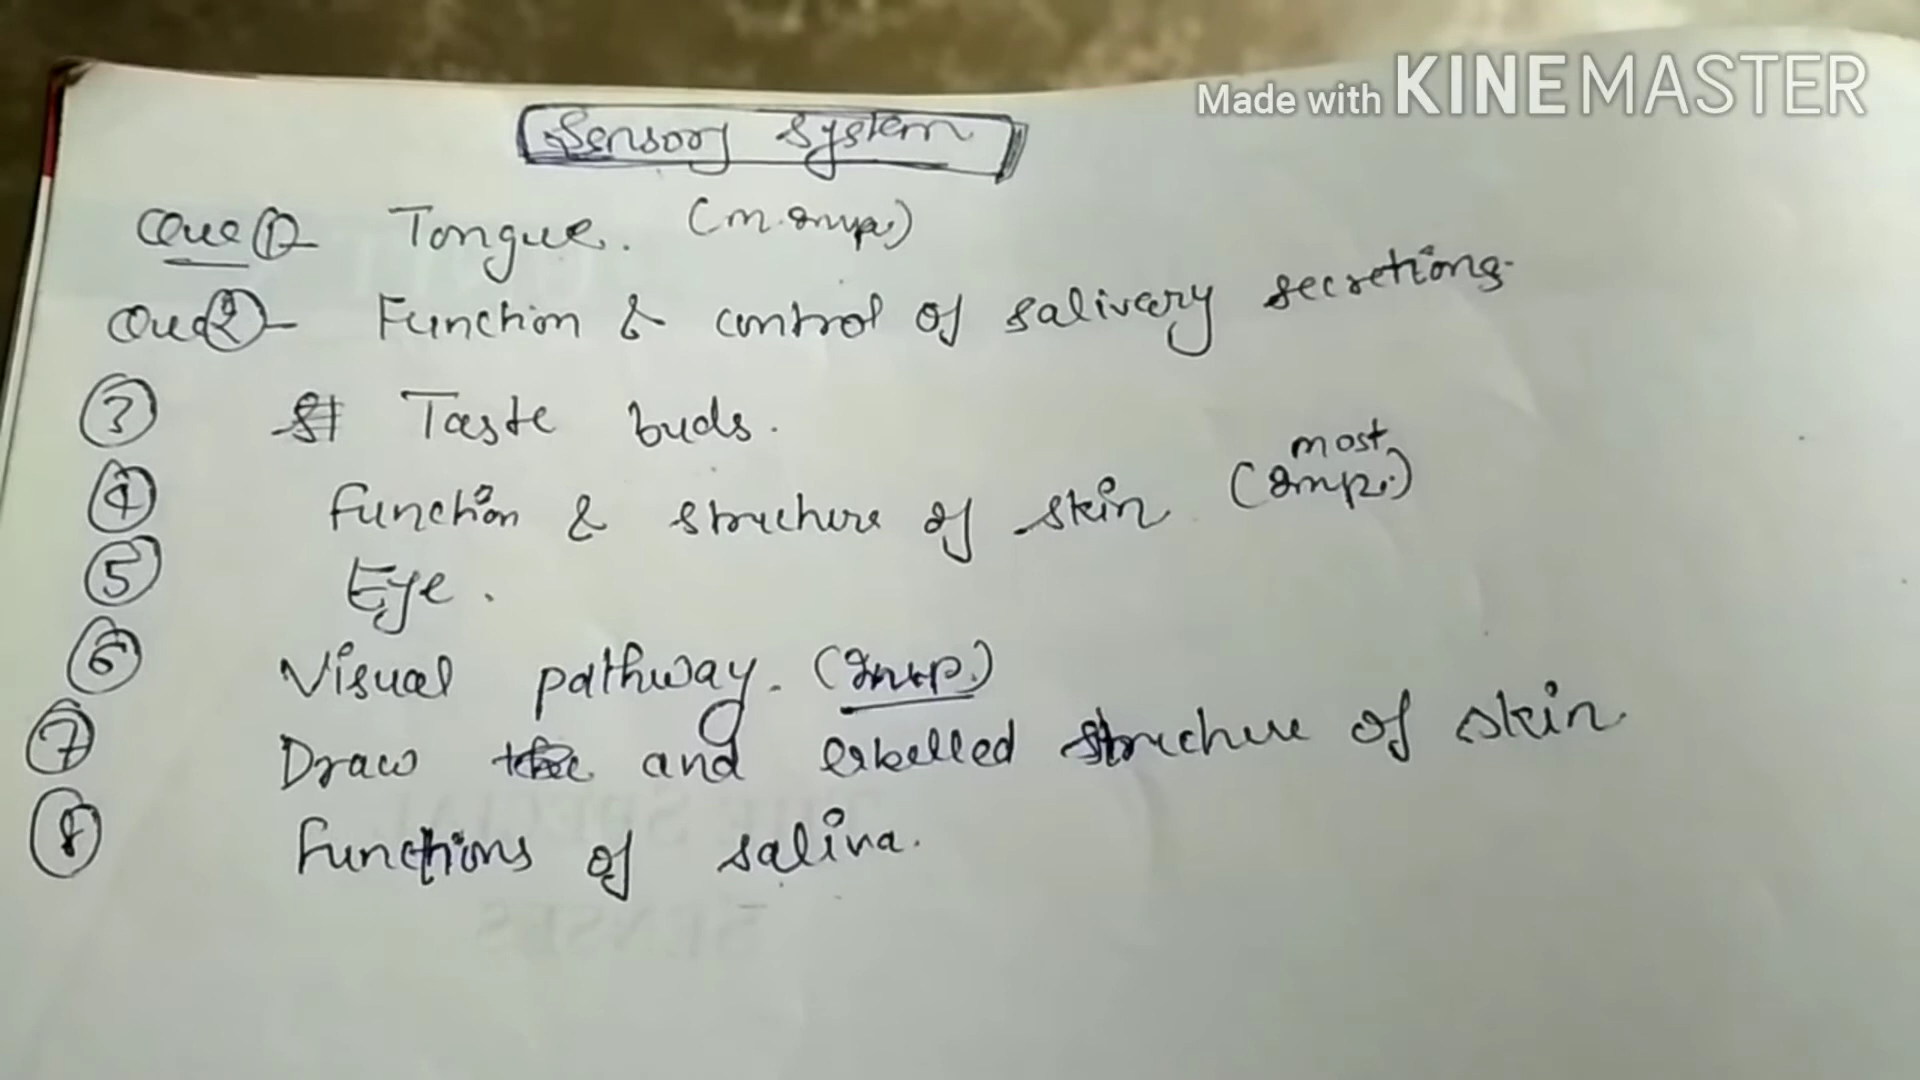 Made with KINEMASTER
Sensory system
Que 1 Tongue. (m.Imp.)
Que 2 - Function & control of salivery secretions.
3 Taste buds.
4 function & structure of skin (most Imp.)
5 Eye.
6 Visual pathway. (Imp.)
7 Draw and labelled structure of skin
8 functions of saliva.